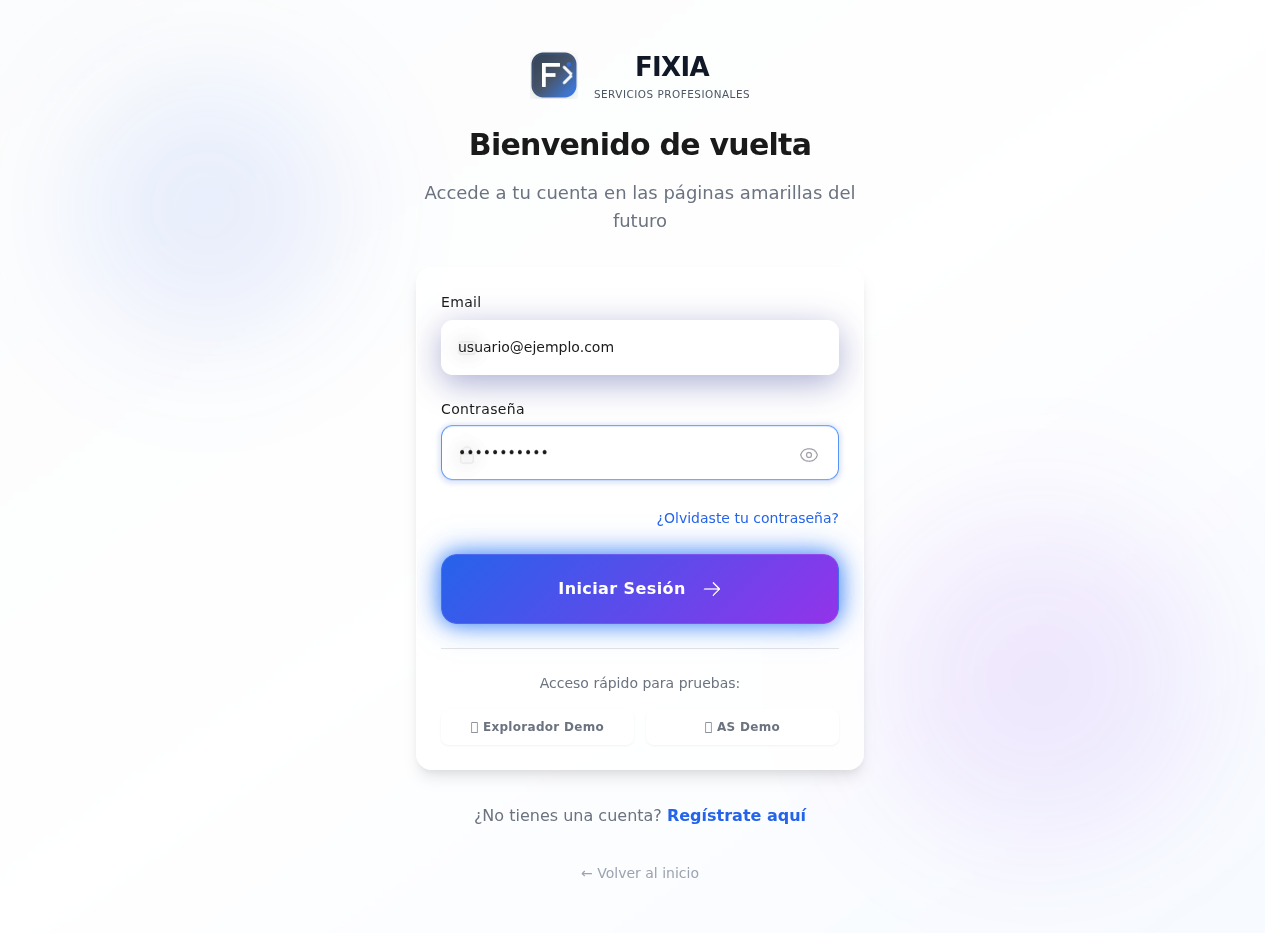 FIXIA
SERVICIOS PROFESIONALES
Bienvenido de vuelta
Accede a tu cuenta en las páginas amarillas del
futuro
Email
usuario@ejemplo.com
Contraseña
•••••••••••
¿Olvidaste tu contraseña?
Iniciar Sesión →
Acceso rápido para pruebas:
Explorador Demo
AS Demo
¿No tienes una cuenta? Regístrate aquí
← Volver al inicio